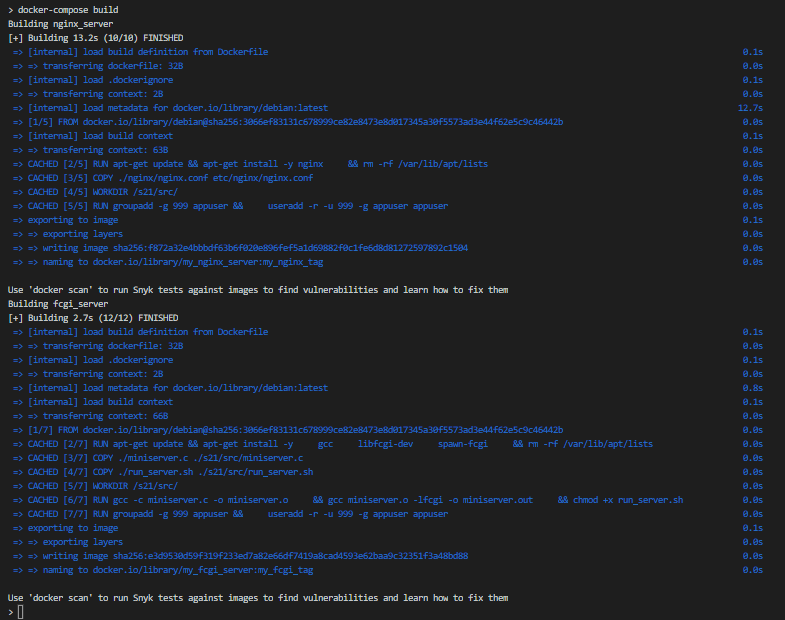 > docker-compose build
Building nginx_server
[+] Building 13.2s (10/10) FINISHED
=> [internal] load build definition from Dockerfile 0.1s
=> => transferring dockerfile: 32B 0.0s
=> [internal] load .dockerignore 0.1s
=> => transferring context: 2B 0.0s
=> [internal] load metadata for docker.io/library/debian:latest 12.7s
=> [1/5] FROM docker.io/library/debian@sha256:3066ef83131c678999ce82e8473e8d017345a30f5573ad3e44f62e5c9c46442b 0.0s
=> [internal] load build context 0.1s
=> => transferring context: 63B 0.0s
=> CACHED [2/5] RUN apt-get update && apt-get install -y nginx     && rm -rf /var/lib/apt/lists 0.0s
=> CACHED [3/5] COPY ./nginx/nginx.conf etc/nginx/nginx.conf 0.0s
=> CACHED [4/5] WORKDIR /s21/src/ 0.0s
=> CACHED [5/5] RUN groupadd -g 999 appuser &&     useradd -r -u 999 -g appuser appuser 0.0s
=> exporting to image 0.1s
=> => exporting layers 0.0s
=> => writing image sha256:f872a32e4bbbdf63b6f020e896fef5a1d69882f0c1fe6d8d81272597892c1504 0.0s
=> => naming to docker.io/library/my_nginx_server:my_nginx_tag 0.0s
Use 'docker scan' to run Snyk tests against images to find vulnerabilities and learn how to fix them
Building fcgi_server
[+] Building 2.7s (12/12) FINISHED
=> [internal] load build definition from Dockerfile 0.1s
=> => transferring dockerfile: 32B 0.0s
=> [internal] load .dockerignore 0.1s
=> => transferring context: 2B 0.0s
=> [internal] load metadata for docker.io/library/debian:latest 0.8s
=> [internal] load build context 0.1s
=> => transferring context: 66B 0.0s
=> [1/7] FROM docker.io/library/debian@sha256:3066ef83131c678999ce82e8473e8d017345a30f5573ad3e44f62e5c9c46442b 0.0s
=> CACHED [2/7] RUN apt-get update && apt-get install -y     gcc     libfcgi-dev     spawn-fcgi     && rm -rf /var/lib/apt/lists 0.0s
=> CACHED [3/7] COPY ./miniserver.c ./s21/src/miniserver.c 0.0s
=> CACHED [4/7] COPY ./run_server.sh ./s21/src/run_server.sh 0.0s
=> CACHED [5/7] WORKDIR /s21/src/ 0.0s
=> CACHED [6/7] RUN gcc -c miniserver.c -o miniserver.o     && gcc miniserver.o -lfcgi -o miniserver.out     && chmod +x run_server.sh 0.0s
=> CACHED [7/7] RUN groupadd -g 999 appuser &&     useradd -r -u 999 -g appuser appuser 0.0s
=> exporting to image 0.1s
=> => exporting layers 0.0s
=> => writing image sha256:e3d9530d59f319f233ed7a82e66df7419a8cad4593e62baa9c32351f3a48bd88 0.0s
=> => naming to docker.io/library/my_fcgi_server:my_fcgi_tag 0.0s
Use 'docker scan' to run Snyk tests against images to find vulnerabilities and learn how to fix them
>